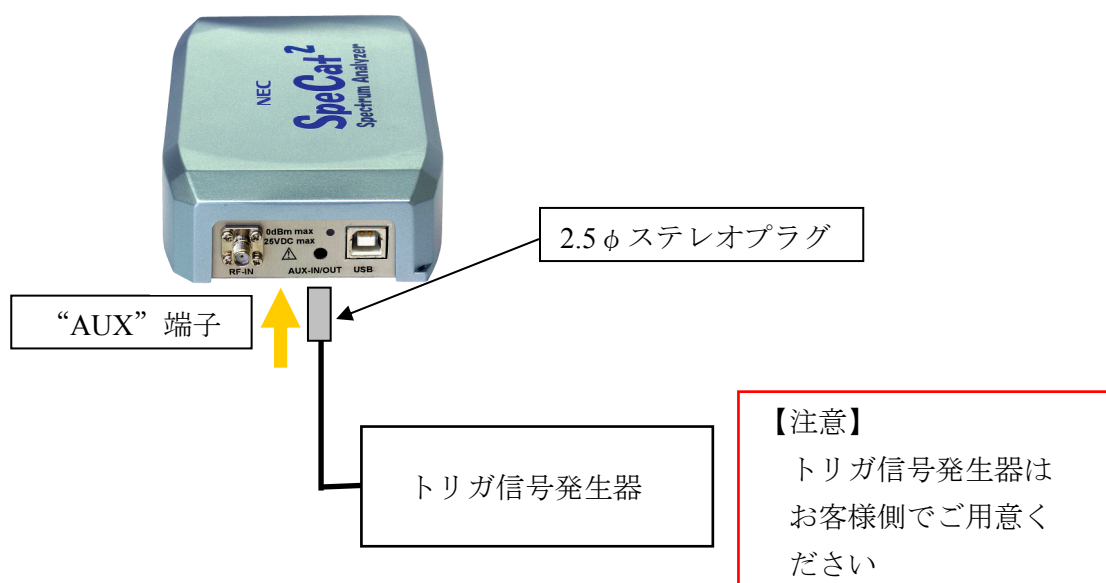 NEC
SpeCat2
Spectrum Analyzer
0dBm max
25VDC max
RF-IN
AUX-IN/OUT
USB
2.5φステレオプラグ
“AUX”端子
トリガ信号発生器
【注意】
トリガ信号発生器は
お客様側でご用意く
ださい